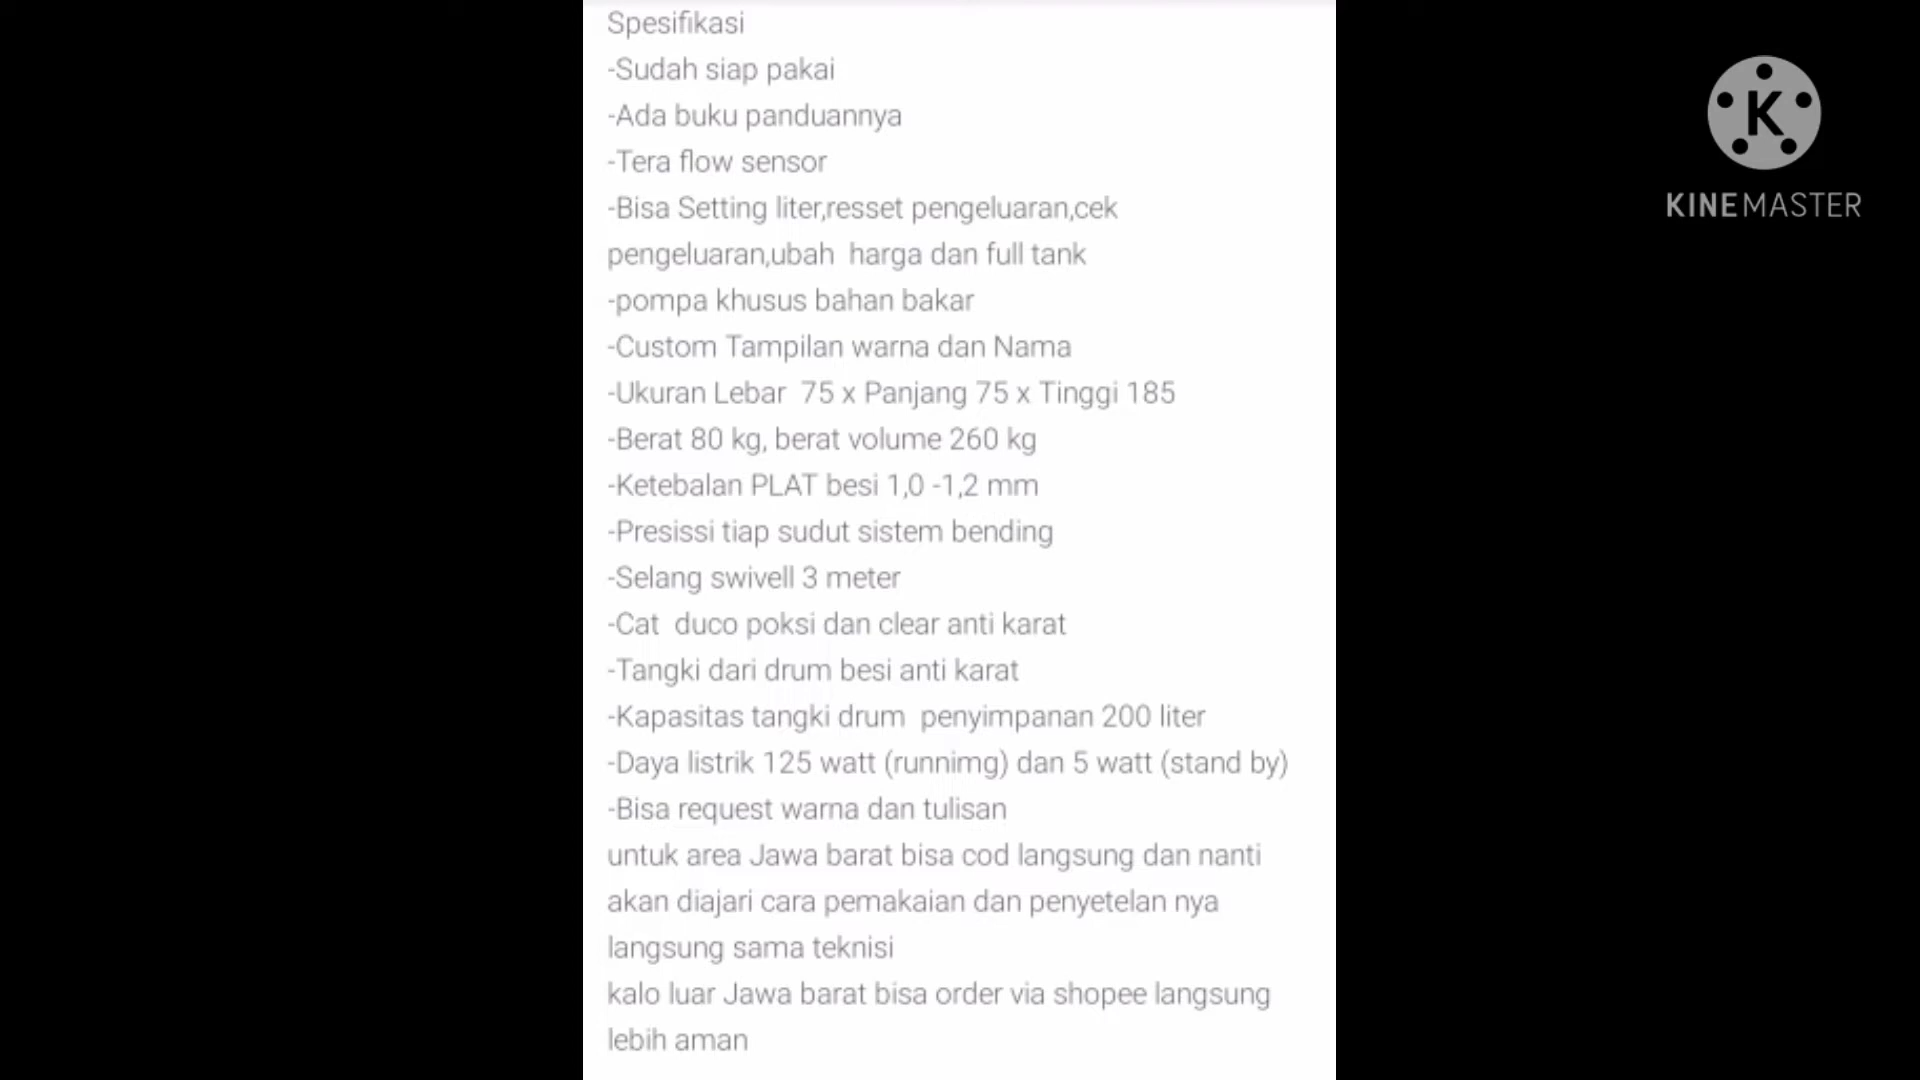 Spesifikasi
-Sudah siap pakai
-Ada buku panduannya
-Tera flow sensor
-Bisa Setting liter,resset pengeluaran,cek
pengeluaran,ubah  harga dan full tank
-pompa khusus bahan bakar
-Custom Tampilan warna dan Nama
-Ukuran Lebar  75 x Panjang 75 x Tinggi 185
-Berat 80 kg, berat volume 260 kg
-Ketebalan PLAT besi 1,0 -1,2 mm
-Presissi tiap sudut sistem bending
-Selang swivell 3 meter
-Cat  duco poksi dan clear anti karat
-Tangki dari drum besi anti karat
-Kapasitas tangki drum  penyimpanan 200 liter
-Daya listrik 125 watt (runnimg) dan 5 watt (stand by)
-Bisa request warna dan tulisan
untuk area Jawa barat bisa cod langsung dan nanti
akan diajari cara pemakaian dan penyetelan nya
langsung sama teknisi
kalo luar Jawa barat bisa order via shopee langsung
lebih aman
K
KINEMASTER